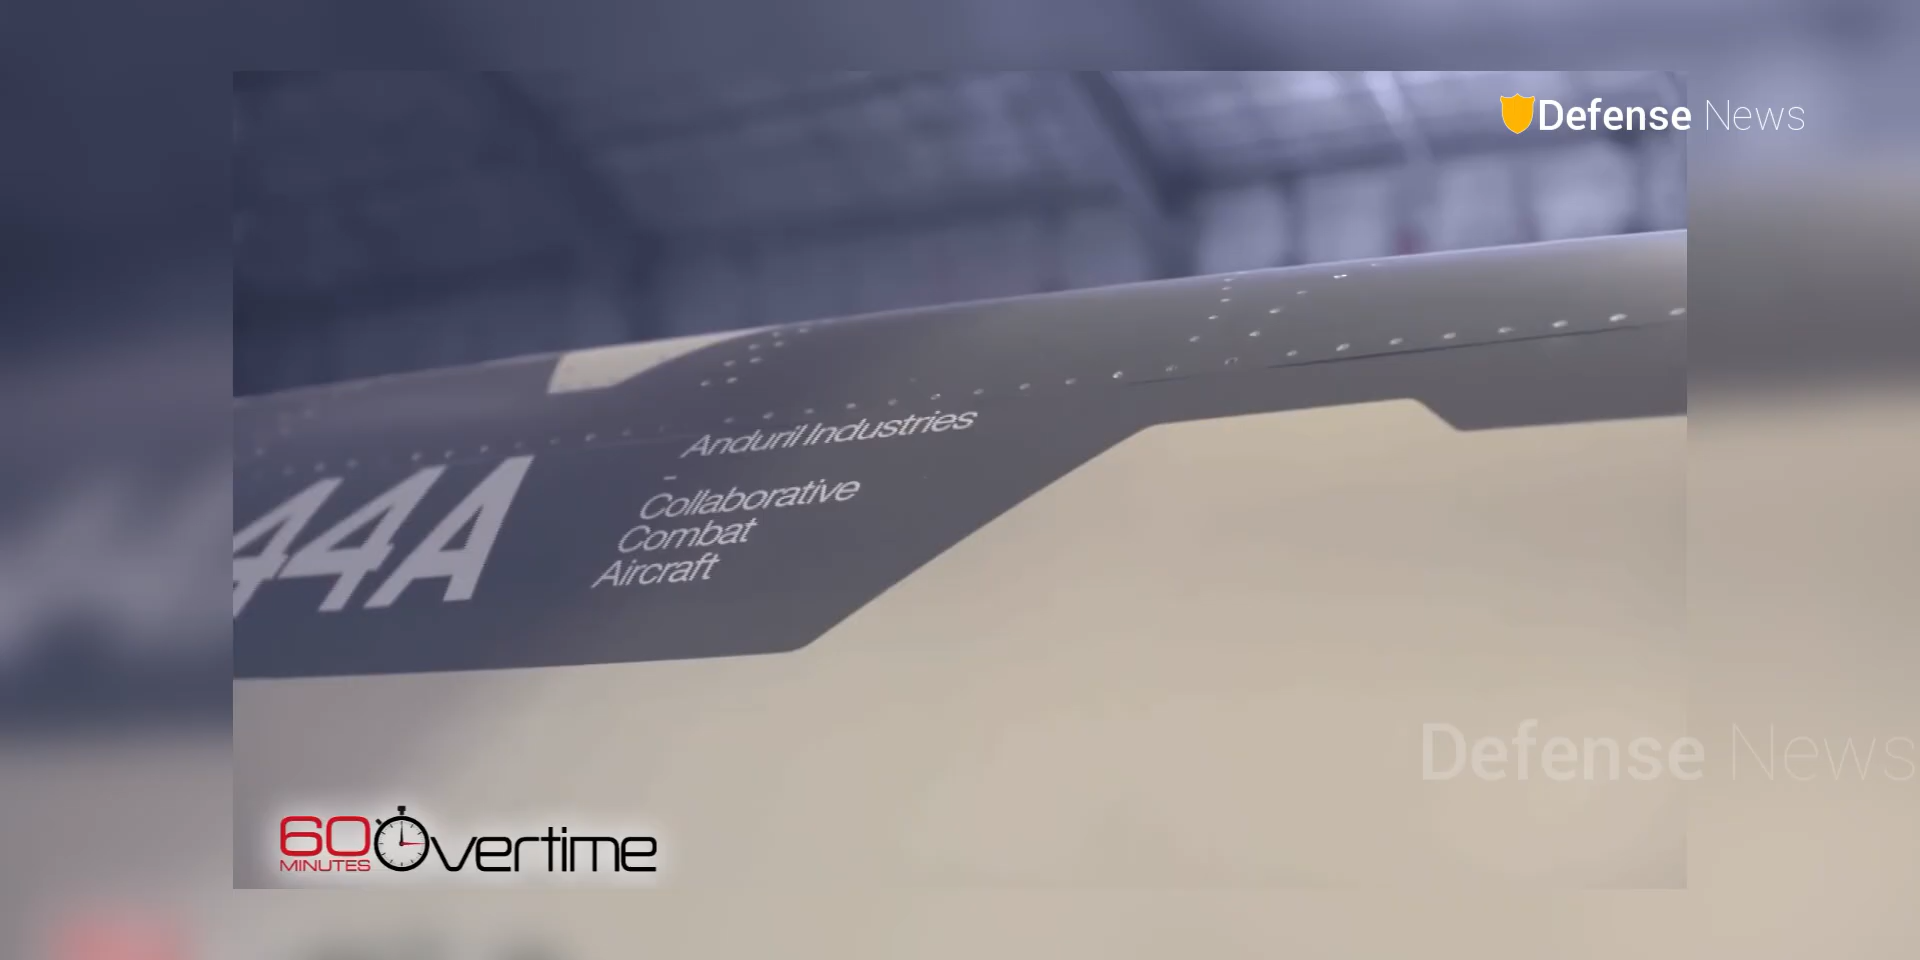 Defense News
Anduril Industries
-
44A
Collaborative
Combat
Aircraft
Defense News
60 Overtime
MINUTES